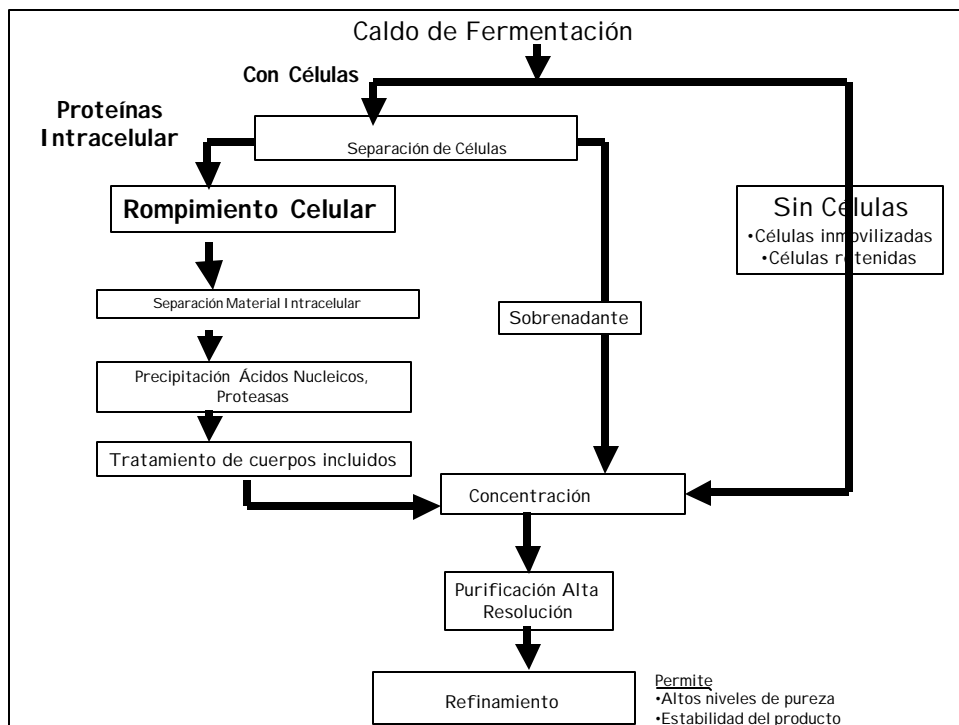 Caldo de Fermentación
Con Células
Proteínas
Intracelular
Separación de Células
Rompimiento Celular
Sin Células
•Células inmovilizadas
•Células retenidas
Separación Material Intracelular
Sobrenadante
Precipitación Ácidos Nucleicos,
Proteasas
Tratamiento de cuerpos incluidos
Concentración
Purificación Alta
Resolución
Refinamiento
Permite
•Altos niveles de pureza
•Estabilidad del producto